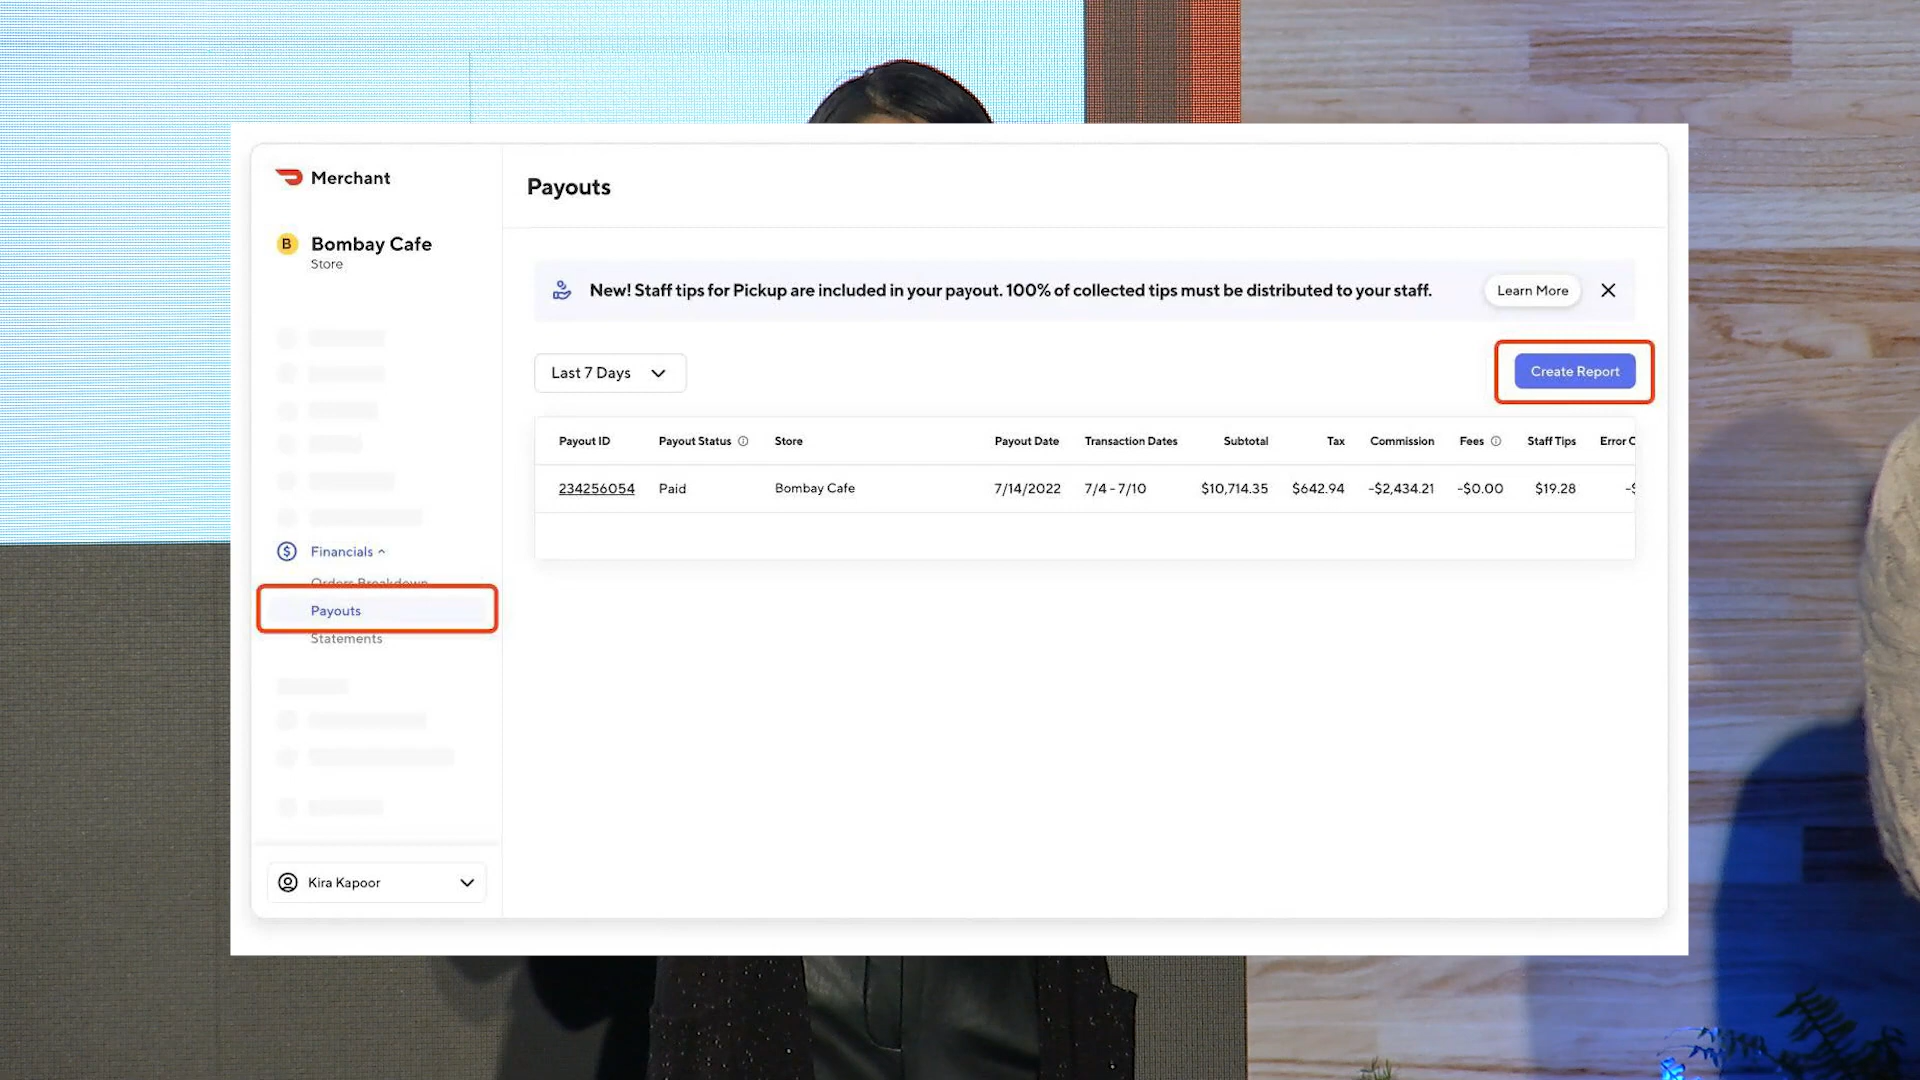 Merchant
Bombay Cafe
Store
Financials
Orders Breakdown
Payouts
Statements
Kira Kapoor
Payouts
New! Staff tips for Pickup are included in your payout. 100% of collected tips must be distributed to your staff.
Learn More
Last 7 Days
Create Report
Payout ID Payout Status Store Payout Date Transaction Dates Subtotal Tax Commission Fees Staff Tips Error C
234256054 Paid Bombay Cafe 7/14/2022 7/4 - 7/10 $10,714.35 $642.94 -$2,434.21 -$0.00 $19.28 -$